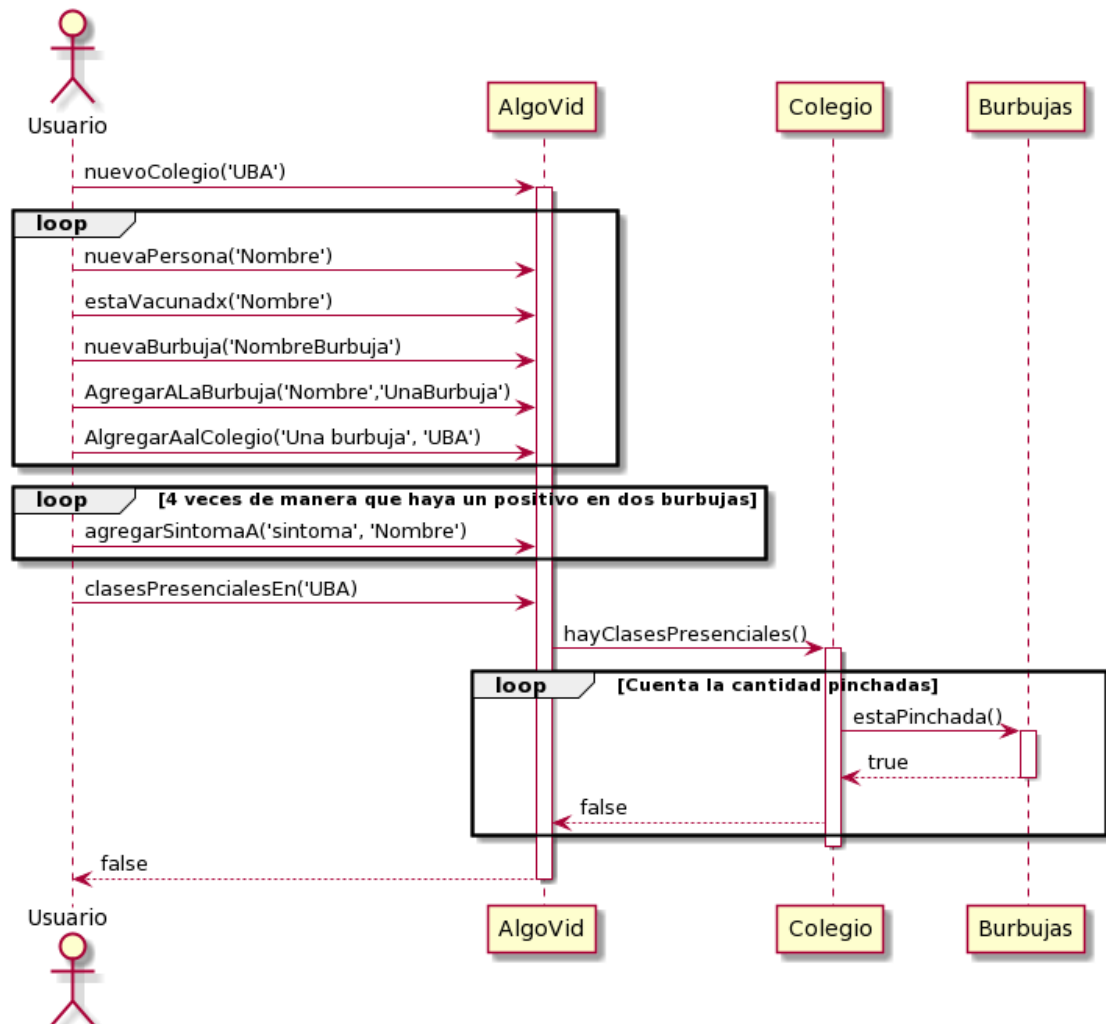 Usuario
AlgoVid
Colegio
Burbujas
nuevoColegio('UBA')
loop
nuevaPersona('Nombre')
estaVacunadx('Nombre')
nuevaBurbuja('NombreBurbuja')
AgregarALaBurbuja('Nombre','UnaBurbuja')
AlgregarAalColegio('Una burbuja', 'UBA')
loop [4 veces de manera que haya un positivo en dos burbujas]
agregarSintomaA('sintoma', 'Nombre')
clasesPresencialesEn('UBA)
hayClasesPresenciales()
loop [Cuenta la cantidad pinchadas]
estaPinchada()
true
false
false
Usuario
AlgoVid
Colegio
Burbujas